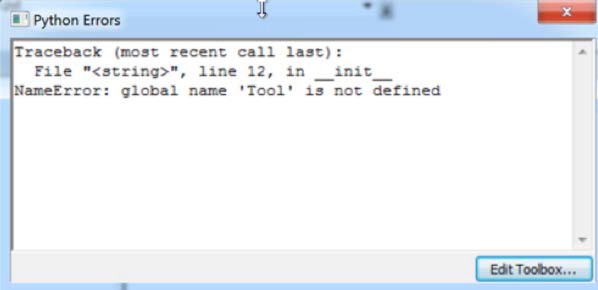 Python Errors
Traceback (most recent call last):
  File "<string>", line 12, in __init__
NameError: global name 'Tool' is not defined
Edit Toolbox...